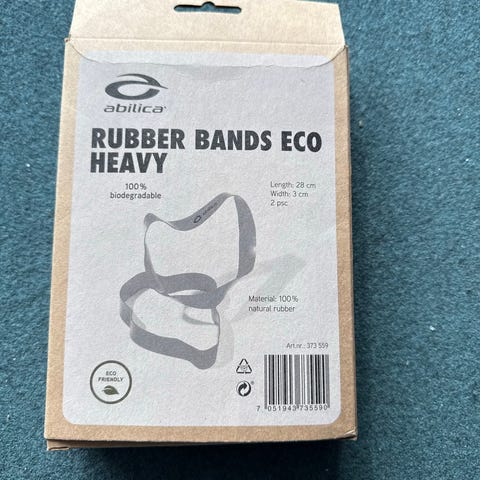 abilica
RUBBER BANDS ECO
HEAVY
100%
biodegradable
Length: 28 cm
Width: 3 cm
2 psc
Material: 100%
natural rubber
Art.nr.: 373 559
ECO
FRIENDLY
7 051943 735590